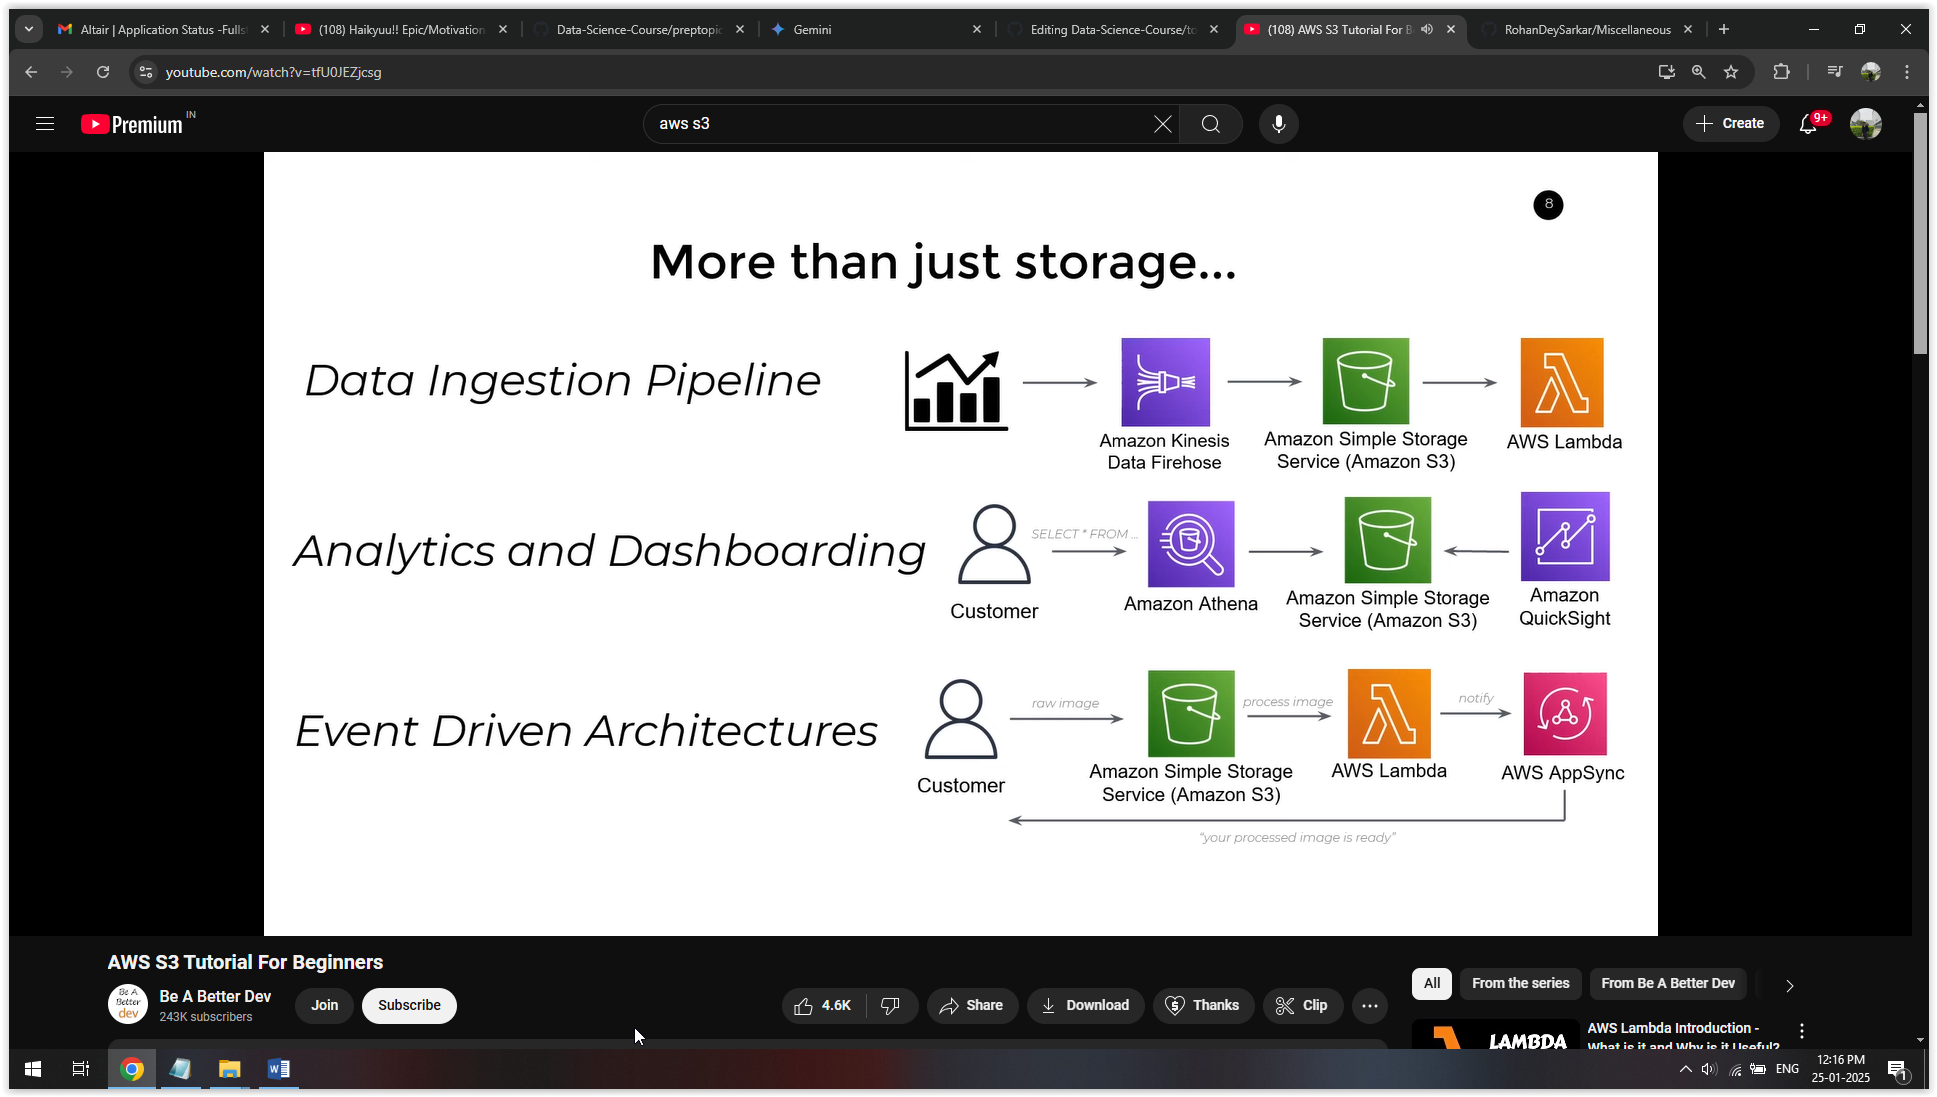 Altair | Application Status -Fulls
(108) Haikyuu!! Epic/Motivation
Data-Science-Course/preptopic
Gemini
Editing Data-Science-Course/to
(108) AWS S3 Tutorial For B
RohanDeySarkar/Miscellaneous
youtube.com/watch?v=tfU0JEZjcsg
Premium IN
aws s3
Create
9+
8
More than just storage...
Data Ingestion Pipeline
Amazon Kinesis
Data Firehose
Amazon Simple Storage
Service (Amazon S3)
AWS Lambda
Analytics and Dashboarding
Customer
SELECT * FROM ...
Amazon Athena
Amazon Simple Storage
Service (Amazon S3)
Amazon
QuickSight
Event Driven Architectures
Customer
raw image
Amazon Simple Storage
Service (Amazon S3)
process image
AWS Lambda
notify
AWS AppSync
“your processed image is ready”
AWS S3 Tutorial For Beginners
Be A
Better
dev
Be A Better Dev
243K subscribers
Join
Subscribe
4.6K
Share
Download
Thanks
Clip
All
From the series
From Be A Better Dev
LAMBDA
AWS Lambda Introduction -
What is it and Why is it Useful?
ENG
12:16 PM
25-01-2025
1